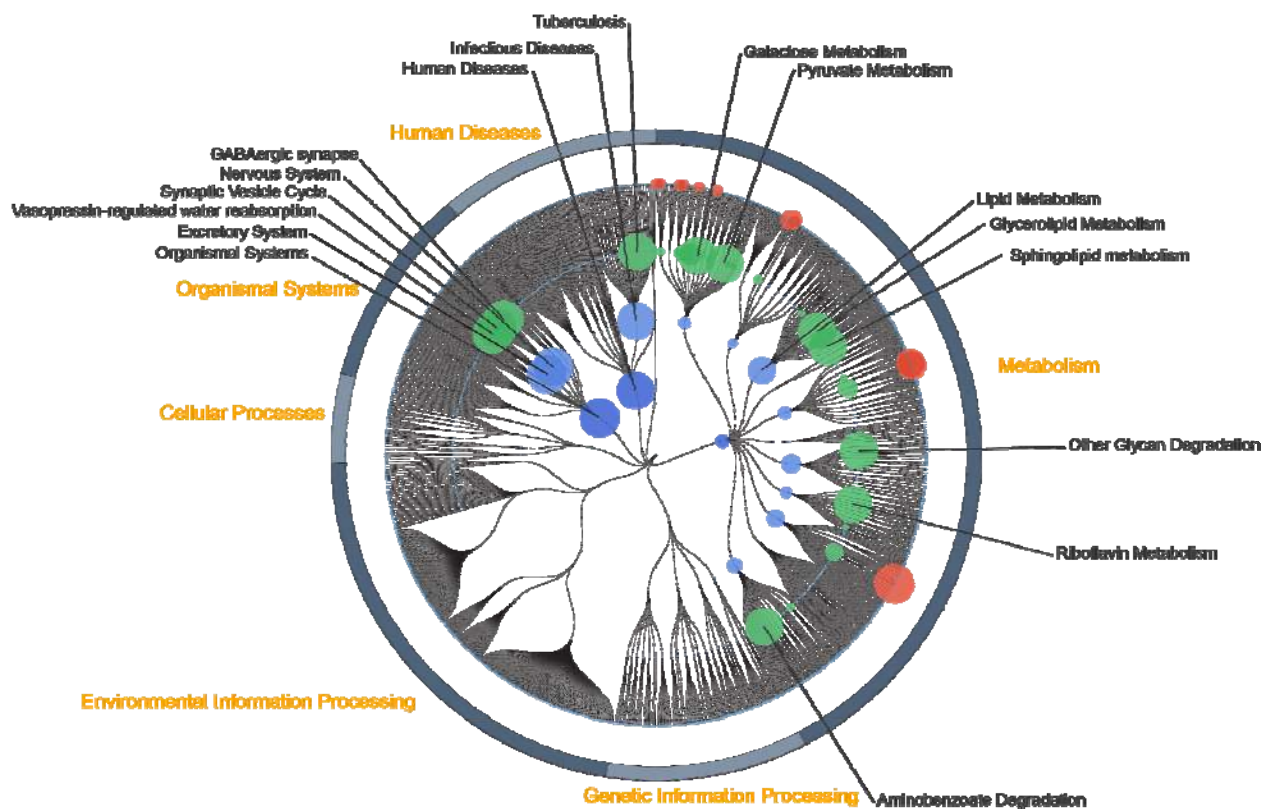 Tuberculosis
Infectious Diseases
Galactose Metabolism
Human Diseases
Pyruvate Metabolism
Human Diseases
GABAergic synapse
Nervous System
Synaptic Vesicle Cycle
Lipid Metabolism
Vasopressin-regulated water reabsorption
Glycerolipid Metabolism
Excretory System
Organismal Systems
Sphingolipid metabolism
Organismal Systems
Metabolism
Cellular Processes
Other Glycan Degradation
Riboflavin Metabolism
Environmental Information Processing
Genetic Information Processing
Aminobenzoate Degradation